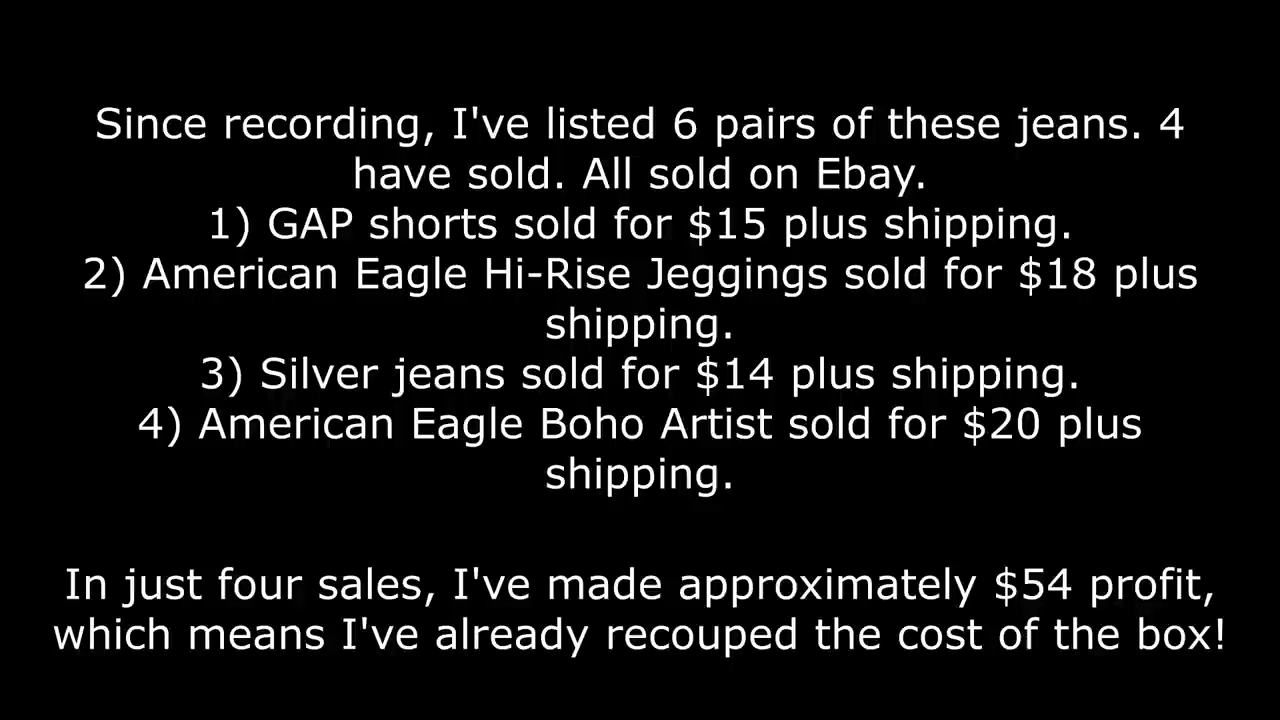 Since recording, I've listed 6 pairs of these jeans. 4
have sold. All sold on Ebay.
1) GAP shorts sold for $15 plus shipping.
2) American Eagle Hi-Rise Jeggings sold for $18 plus
shipping.
3) Silver jeans sold for $14 plus shipping.
4) American Eagle Boho Artist sold for $20 plus
shipping.
In just four sales, I've made approximately $54 profit,
which means I've already recouped the cost of the box!